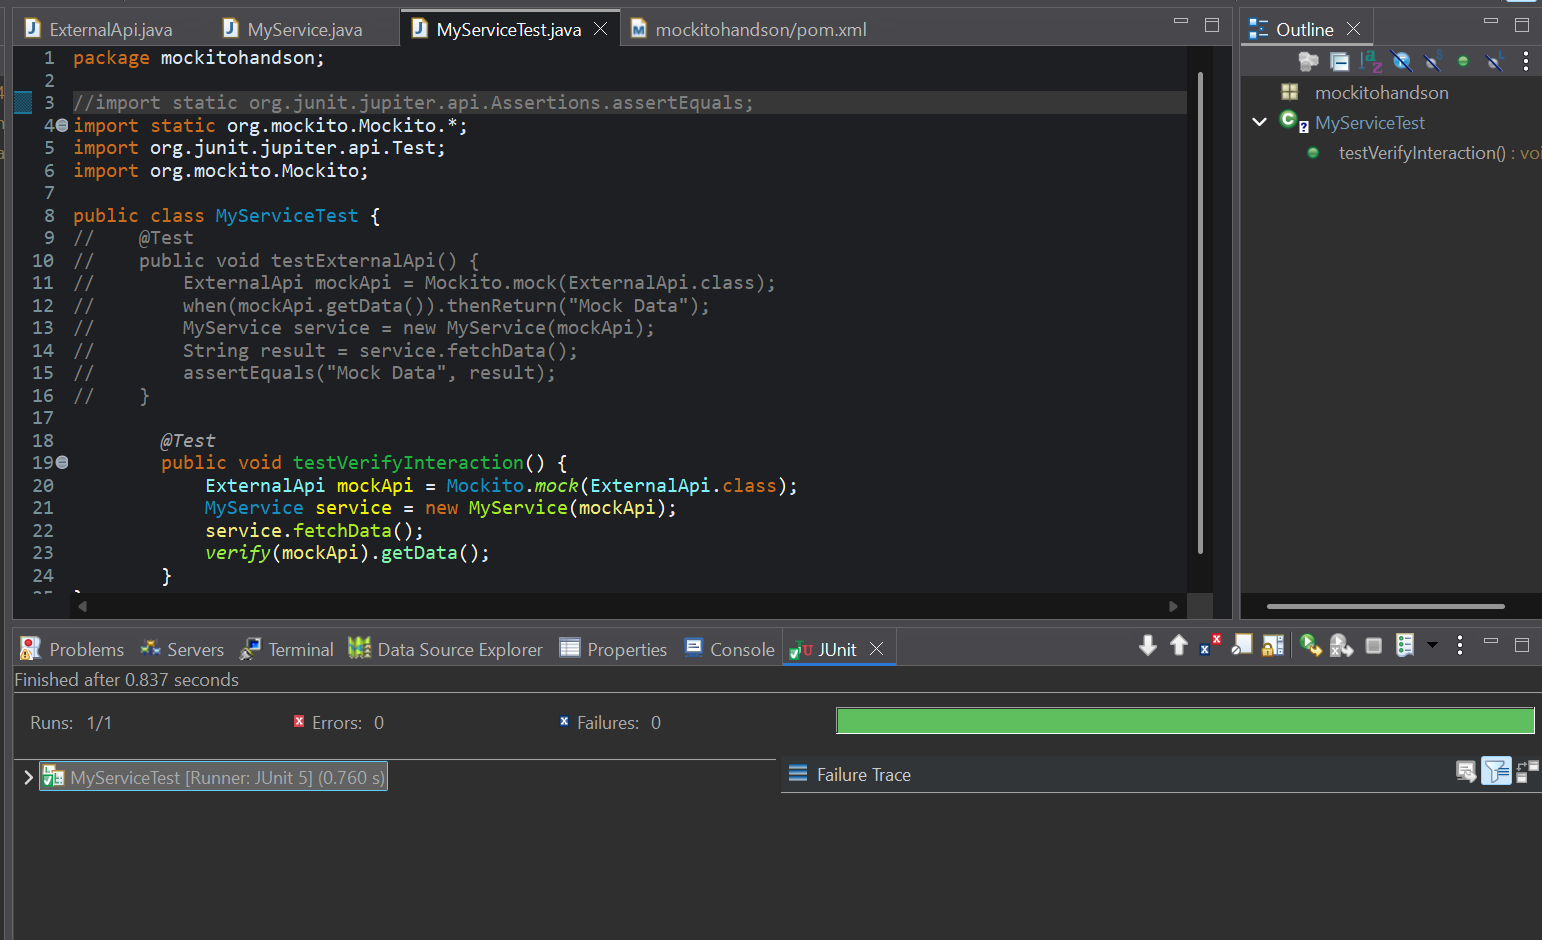 ExternalApi.java MyService.java MyServiceTest.java mockitohandson/pom.xml
1 package mockitohandson;
2
3 //import static org.junit.jupiter.api.Assertions.assertEquals;
4 import static org.mockito.Mockito.*;
5 import org.junit.jupiter.api.Test;
6 import org.mockito.Mockito;
7
8 public class MyServiceTest {
9 //    @Test
10 //    public void testExternalApi() {
11 //        ExternalApi mockApi = Mockito.mock(ExternalApi.class);
12 //        when(mockApi.getData()).thenReturn("Mock Data");
13 //        MyService service = new MyService(mockApi);
14 //        String result = service.fetchData();
15 //        assertEquals("Mock Data", result);
16 //    }
17
18         @Test
19         public void testVerifyInteraction() {
20             ExternalApi mockApi = Mockito.mock(ExternalApi.class);
21             MyService service = new MyService(mockApi);
22             service.fetchData();
23             verify(mockApi).getData();
24         }
Outline
mockitohandson
MyServiceTest
testVerifyInteraction() : voi
Problems Servers Terminal Data Source Explorer Properties Console JUnit
Finished after 0.837 seconds
Runs: 1/1 Errors: 0 Failures: 0
MyServiceTest [Runner: JUnit 5] (0.760 s)
Failure Trace